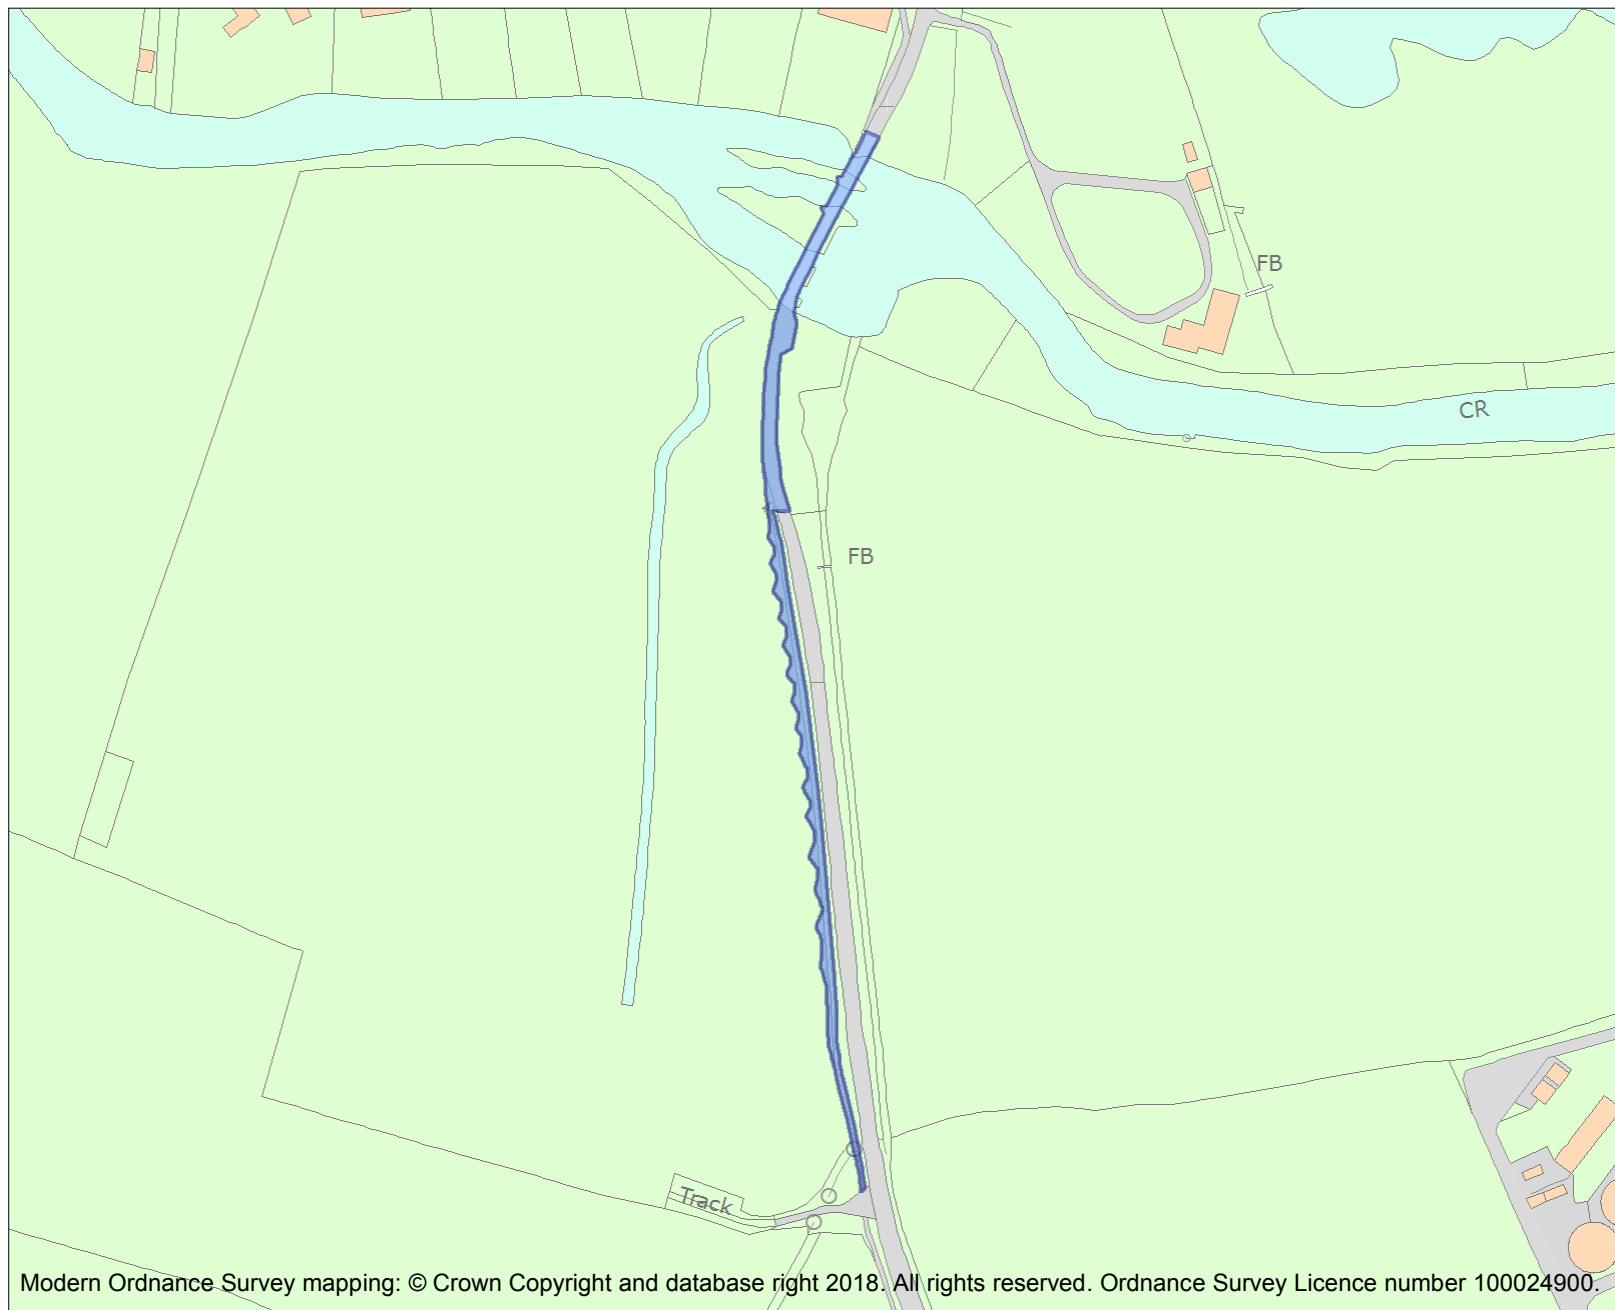 FB
CR
FB
Track
Modern Ordnance Survey mapping: © Crown Copyright and database right 2018. All rights reserved. Ordnance Survey Licence number 100024900.